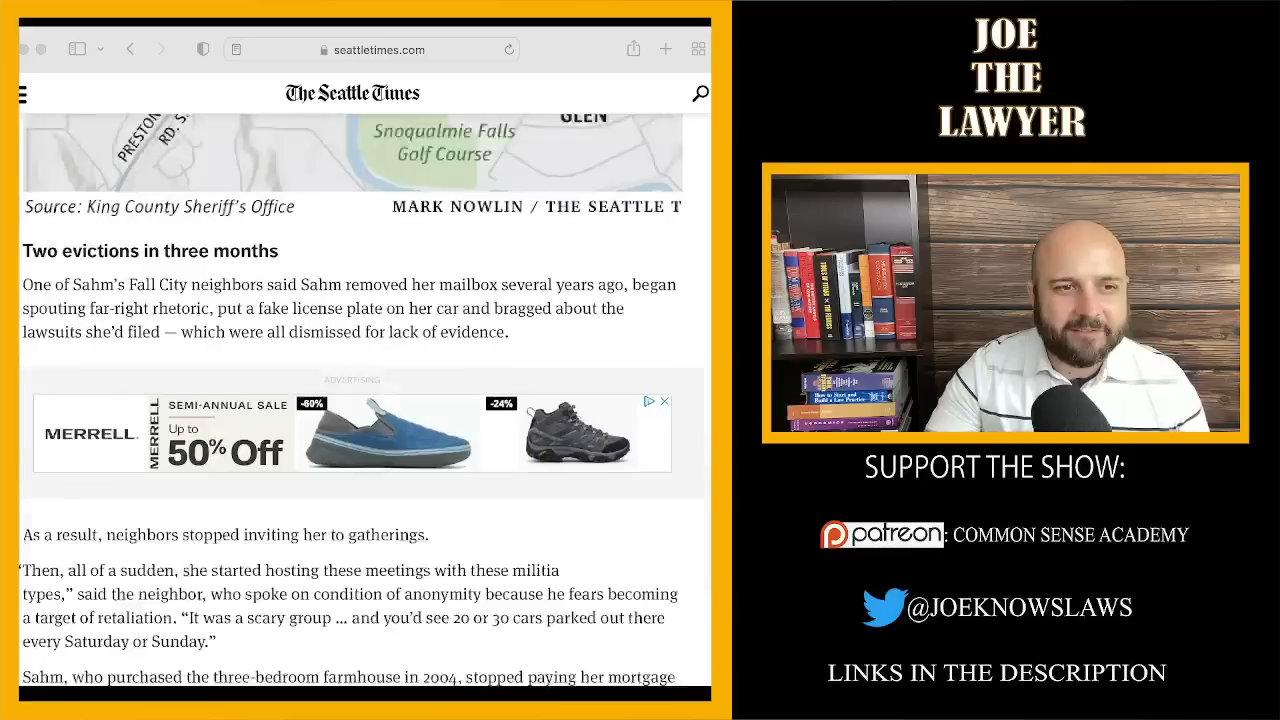 seattletimes.com
The Seattle Times
PRESTON
RD. S
Snoqualmie Falls
Golf Course
GLEN
Source: King County Sheriff's Office
MARK NOWLIN / THE SEATTLE T
Two evictions in three months
One of Sahm's Fall City neighbors said Sahm removed her mailbox several years ago, began
spouting far-right rhetoric, put a fake license plate on her car and bragged about the
lawsuits she'd filed — which were all dismissed for lack of evidence.
ADVERTISING
MERRELL
MERRELL
SEMI-ANNUAL SALE
Up to
50% Off
-60%
-24%
As a result, neighbors stopped inviting her to gatherings.
“Then, all of a sudden, she started hosting these meetings with these militia
types,” said the neighbor, who spoke on condition of anonymity because he fears becoming
a target of retaliation. “It was a scary group ... and you’d see 20 or 30 cars parked out there
every Saturday or Sunday.”
Sahm, who purchased the three-bedroom farmhouse in 2004, stopped paying her mortgage
JOE
THE
LAWYER
How to Start and
Build a Law Practice
SUPPORT THE SHOW:
patreon: COMMON SENSE ACADEMY
@JOEKNOWSLAWS
LINKS IN THE DESCRIPTION